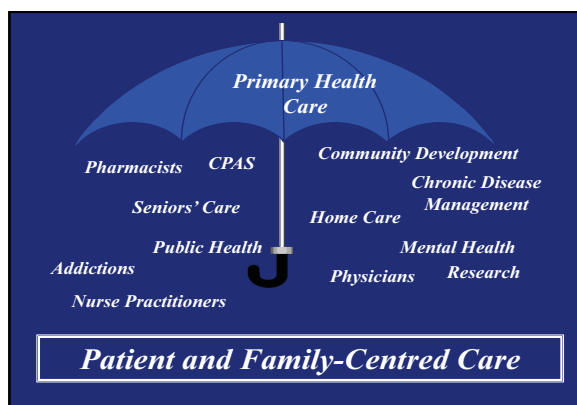 Primary Health
Care
Pharmacists
CPAS
Community Development
Chronic Disease
Management
Seniors' Care
Home Care
Public Health
Mental Health
Addictions
Physicians
Research
Nurse Practitioners
Patient and Family-Centred Care